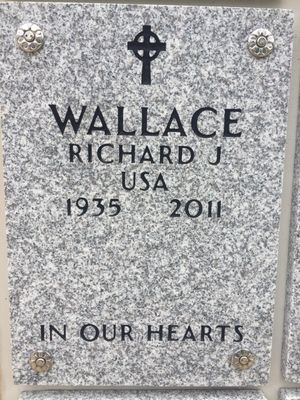 WALLACE
RICHARD J
USA
1935 2011
IN OUR HEARTS